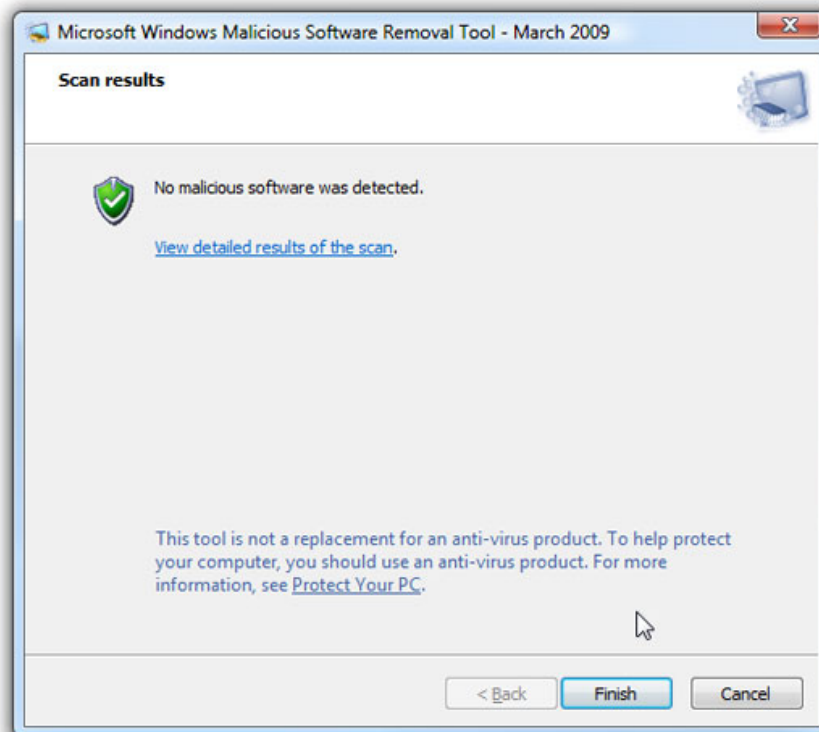 Microsoft Windows Malicious Software Removal Tool - March 2009
Scan results
No malicious software was detected.
View detailed results of the scan.
This tool is not a replacement for an anti-virus product. To help protect
your computer, you should use an anti-virus product. For more
information, see Protect Your PC.
< Back Finish Cancel